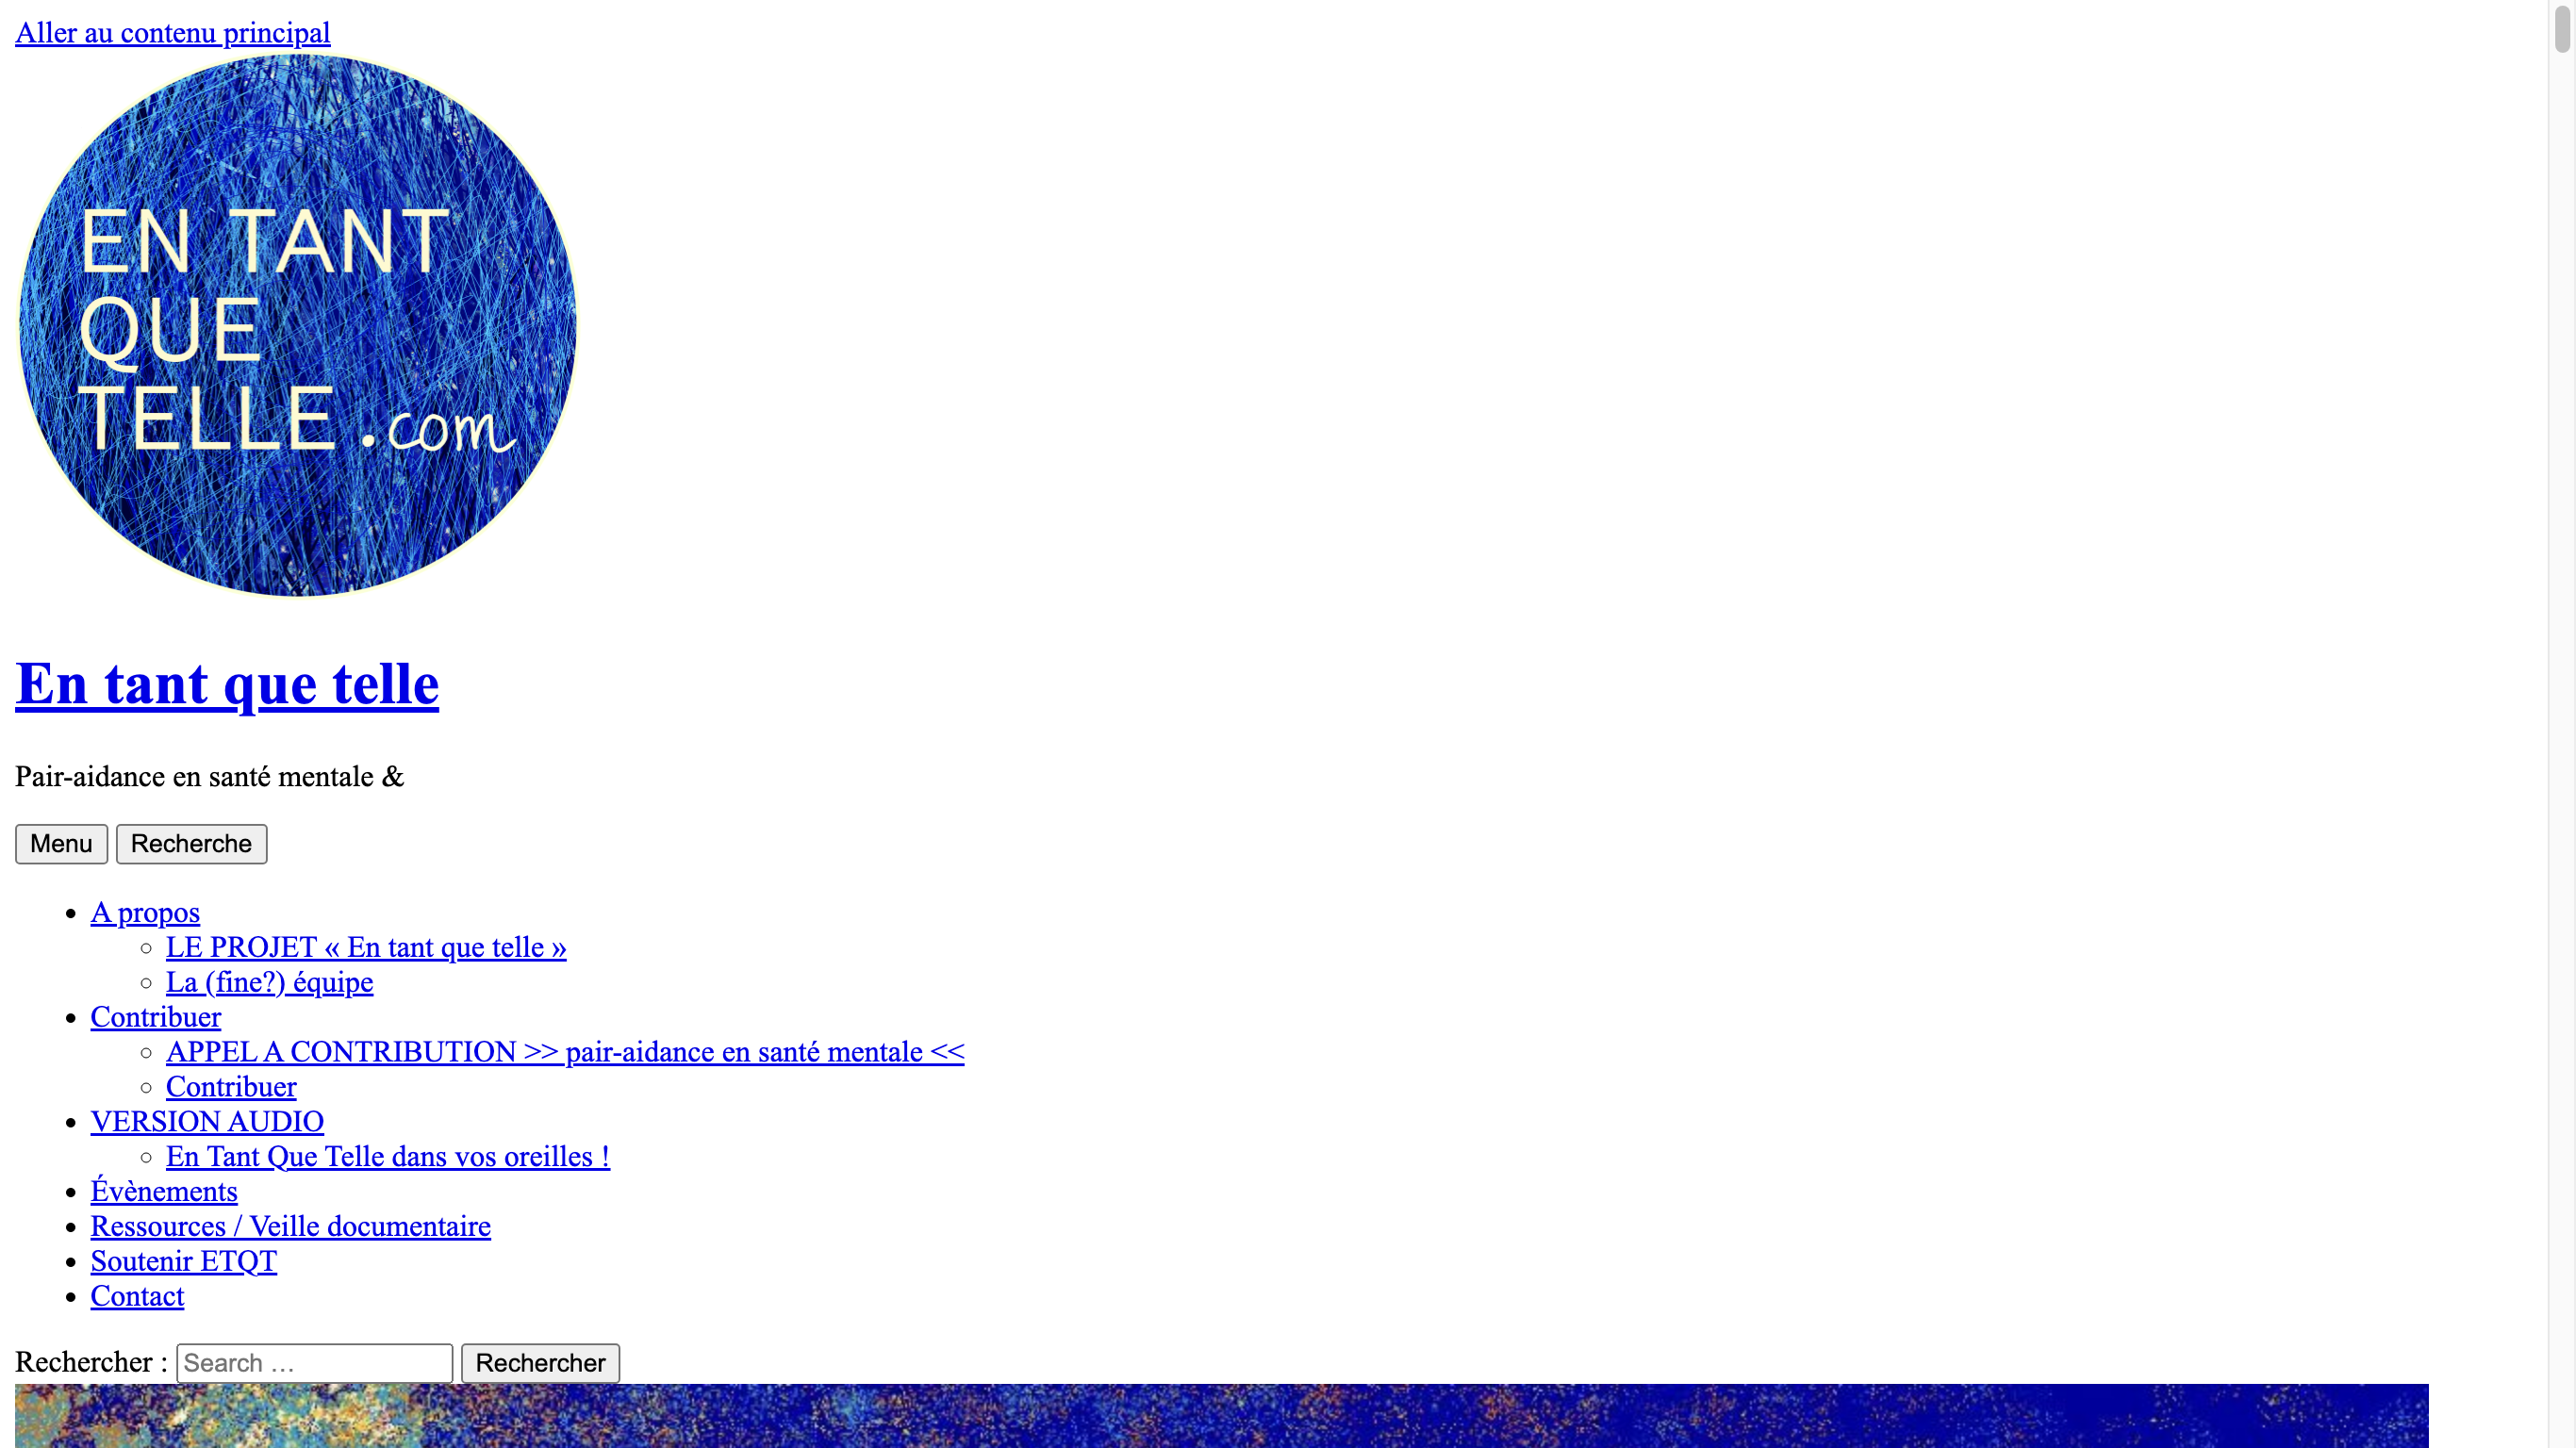 Aller au contenu principal
EN TANT
QUE
TELLE .com
En tant que telle
Pair-aidance en santé mentale &
Menu Recherche
A propos
LE PROJET « En tant que telle »
La (fine?) équipe
Contribuer
APPEL A CONTRIBUTION >> pair-aidance en santé mentale <<
Contribuer
VERSION AUDIO
En Tant Que Telle dans vos oreilles !
Évènements
Ressources / Veille documentaire
Soutenir ETQT
Contact
Rechercher : Search … Rechercher